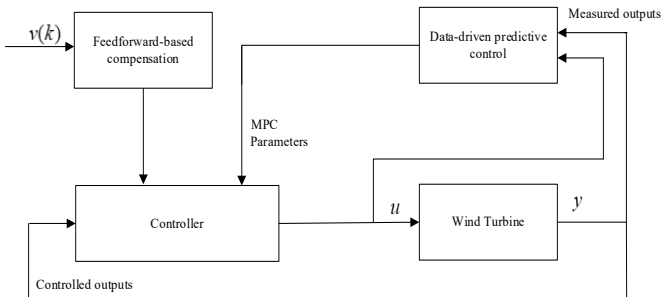 Measured outputs
v(k)
Feedforward-based
compensation
Data-driven predictive
control
MPC
Parameters
Controller
u
Wind Turbine
y
Controlled outputs